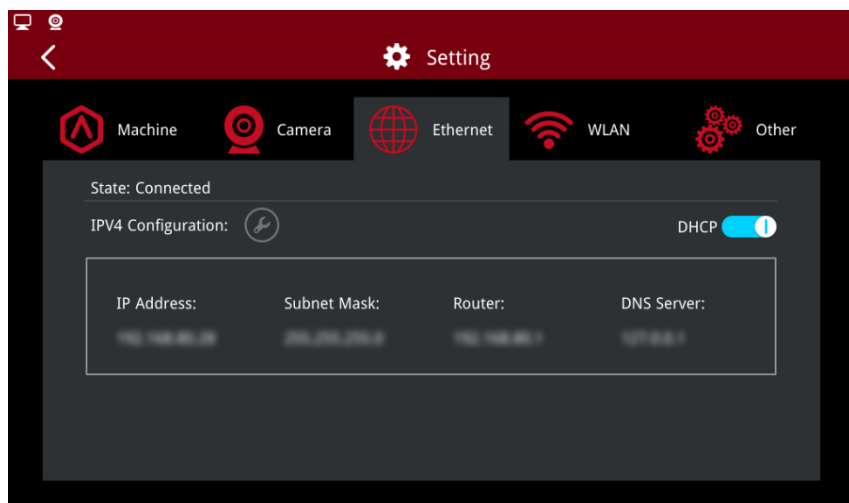 Setting
Machine Camera Ethernet WLAN Other
State: Connected
IPV4 Configuration: DHCP
IP Address: Subnet Mask: Router: DNS Server: